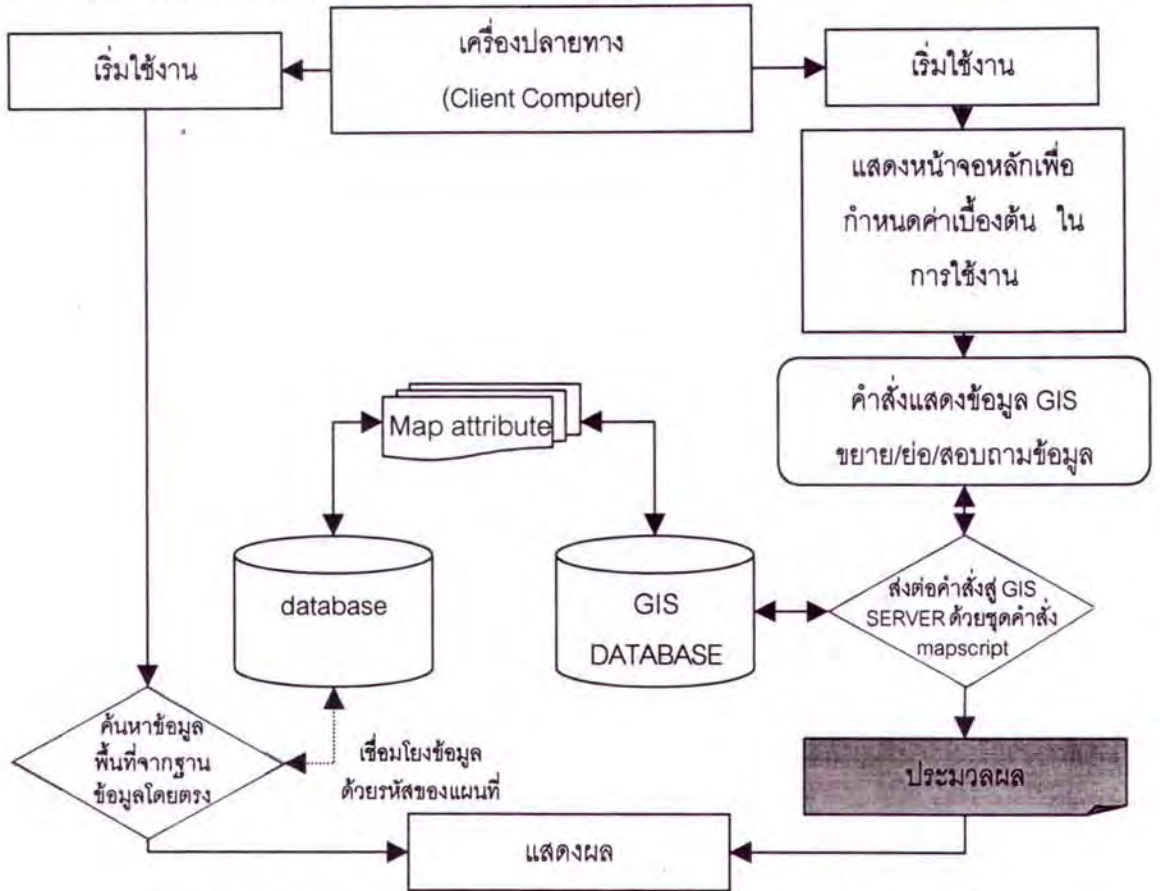 เริ่มใช้งาน
เครื่องปลายทาง
(Client Computer)
เริ่มใช้งาน
แสดงหน้าจอหลักเพื่อ
กำหนดค่าเบื้องต้น ใน
การใช้งาน
คำสั่งแสดงข้อมูล GIS
ขยาย/ย่อ/สอบถามข้อมูล
Map attribute
database
GIS
DATABASE
ส่งต่อคำสั่งสู่ GIS
SERVER ด้วยชุดคำสั่ง
mapscript
ค้นหาข้อมูล
พื้นที่จากฐาน
ข้อมูลโดยตรง
เชื่อมโยงข้อมูล
ด้วยรหัสของแผนที่
ประมวลผล
แสดงผล